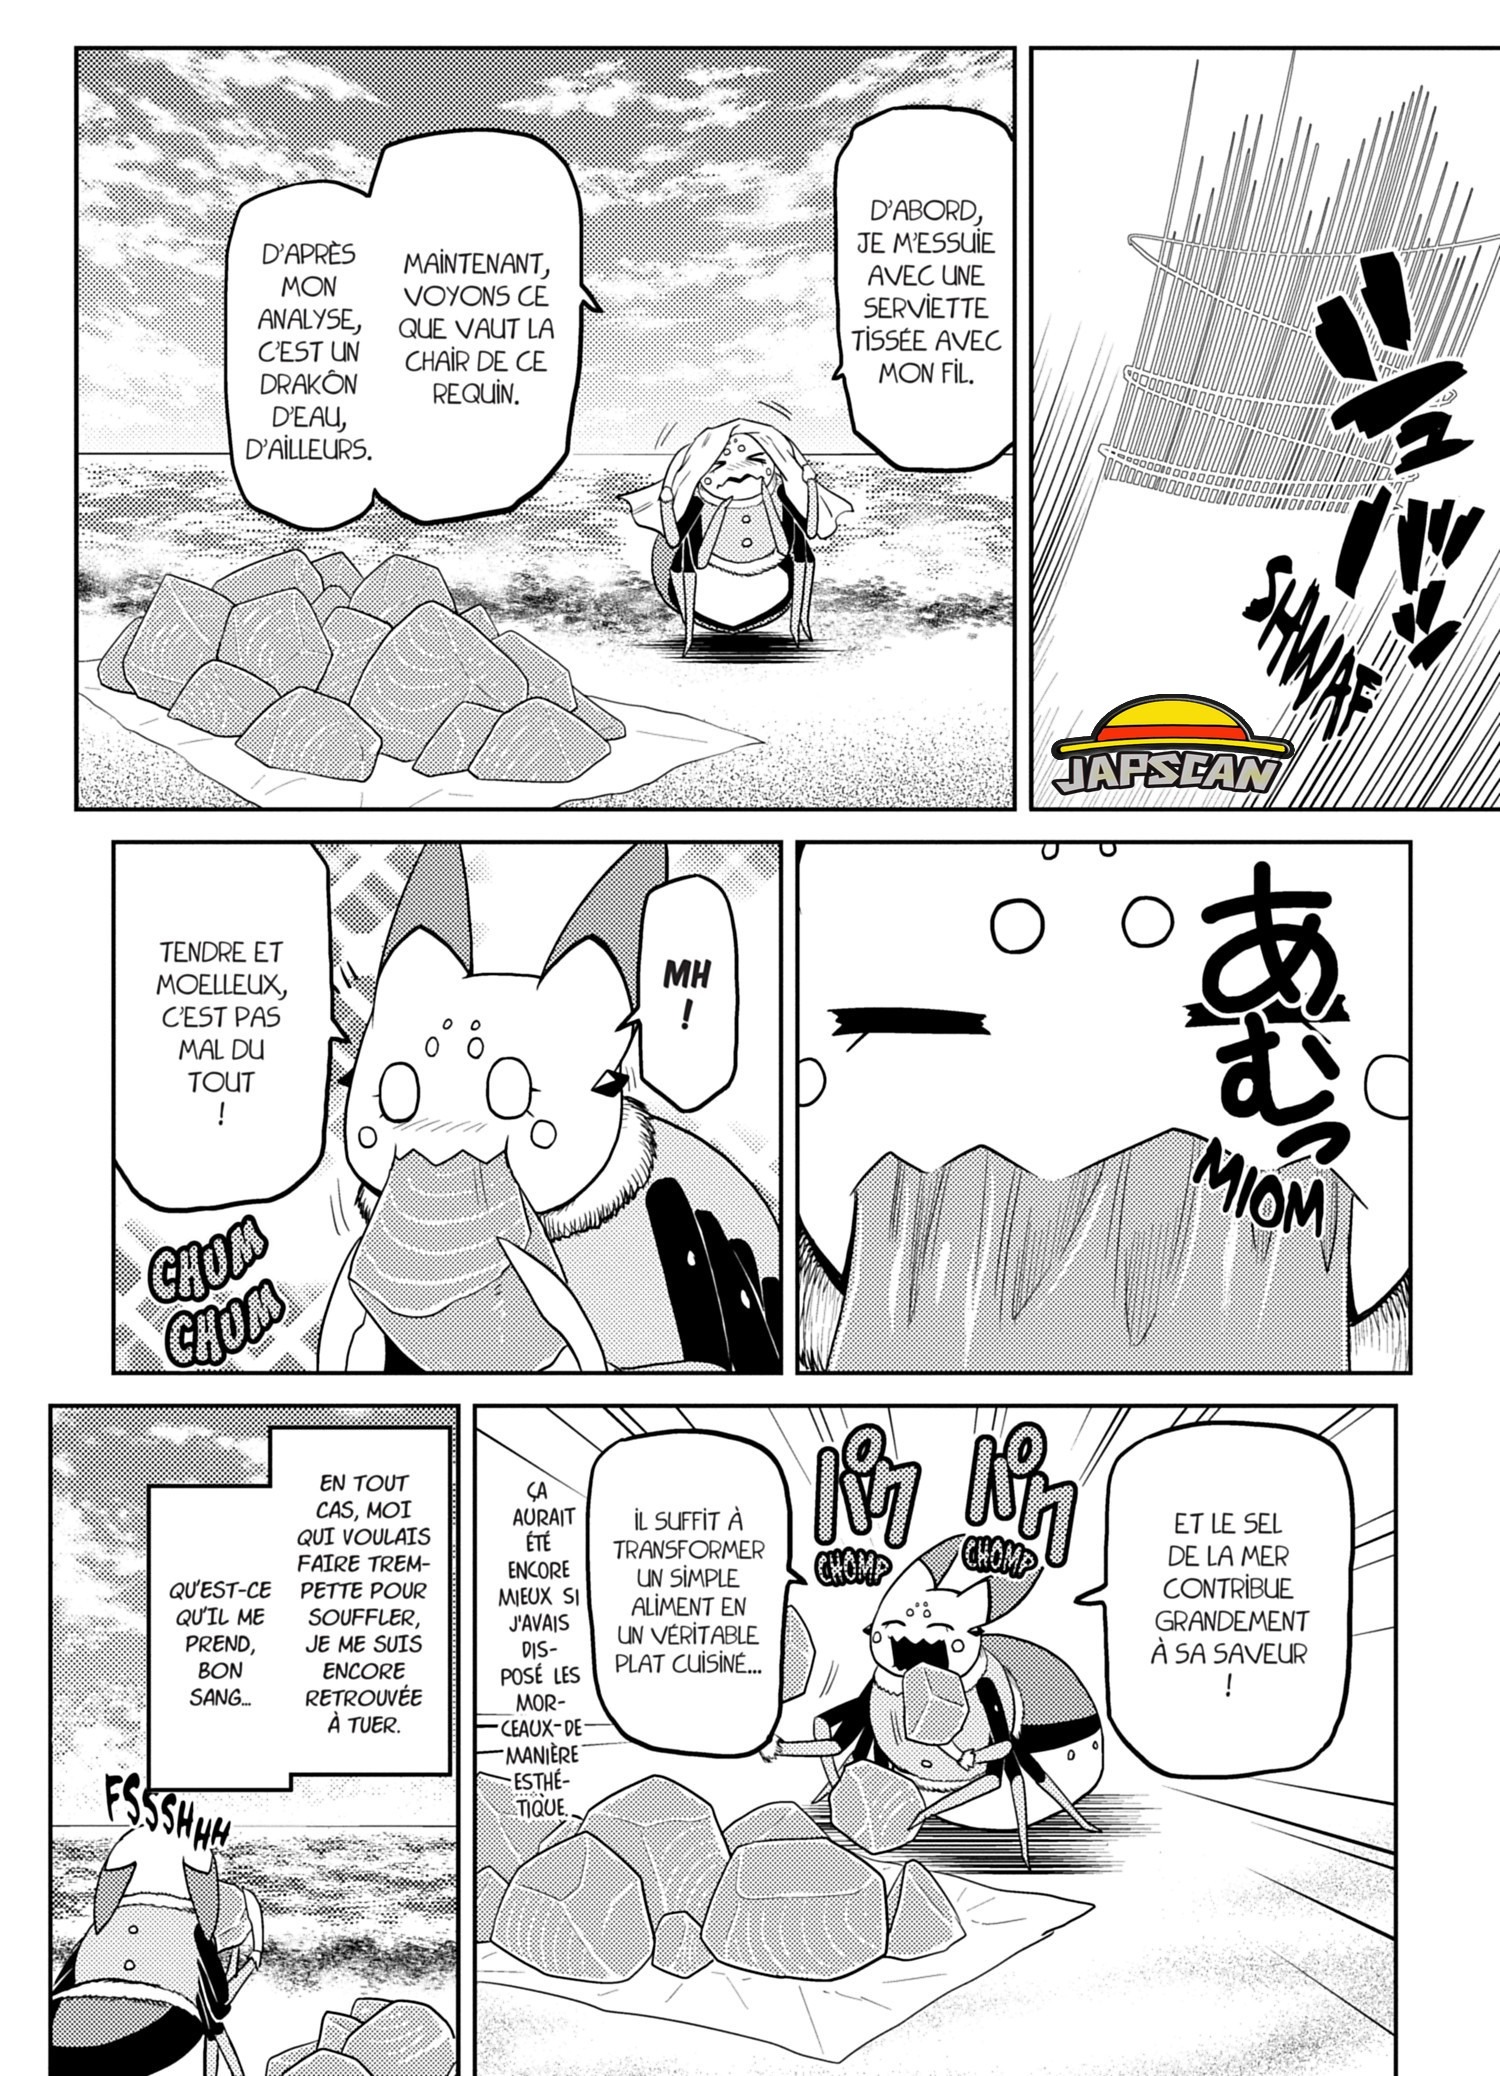 シュ
バババッ
SHWAF
JAPSCAN
D'ABORD,
JE M'ESSUIE
AVEC UNE
SERVIETTE
TISSÉE AVEC
MON FIL.
MAINTENANT,
VOYONS CE
QUE VAUT LA
CHAIR DE CE
REQUIN.
D'APRÈS
MON
ANALYSE,
C'EST UN
DRAKÔN
D'EAU,
D'AILLEURS.
あむっ
MIOM
MH
!
TENDRE ET
MOELLEUX,
C'EST PAS
MAL DU
TOUT
!
CHUM
CHUM
ET LE SEL
DE LA MER
CONTRIBUE
GRANDEMENT
À SA SAVEUR
!
パク
CHOMP
パク
CHOMP
IL SUFFIT À
TRANSFORMER
UN SIMPLE
ALIMENT EN
UN VÉRITABLE
PLAT CUISINÉ...
ÇA
AURAIT
ÉTÉ
ENCORE
MIEUX SI
J'AVAIS
DIS-
POSÉ LES
MOR-
CEAUX DE
MANIÈRE
ESTHÉ-
TIQUE.
EN TOUT
CAS, MOI
QUI VOULAIS
FAIRE TREM-
PETTE POUR
SOUFFLER,
JE ME SUIS
ENCORE
RETROUVÉE
À TUER.
QU'EST-CE
QU'IL ME
PREND,
BON
SANG...
FSSSHHH